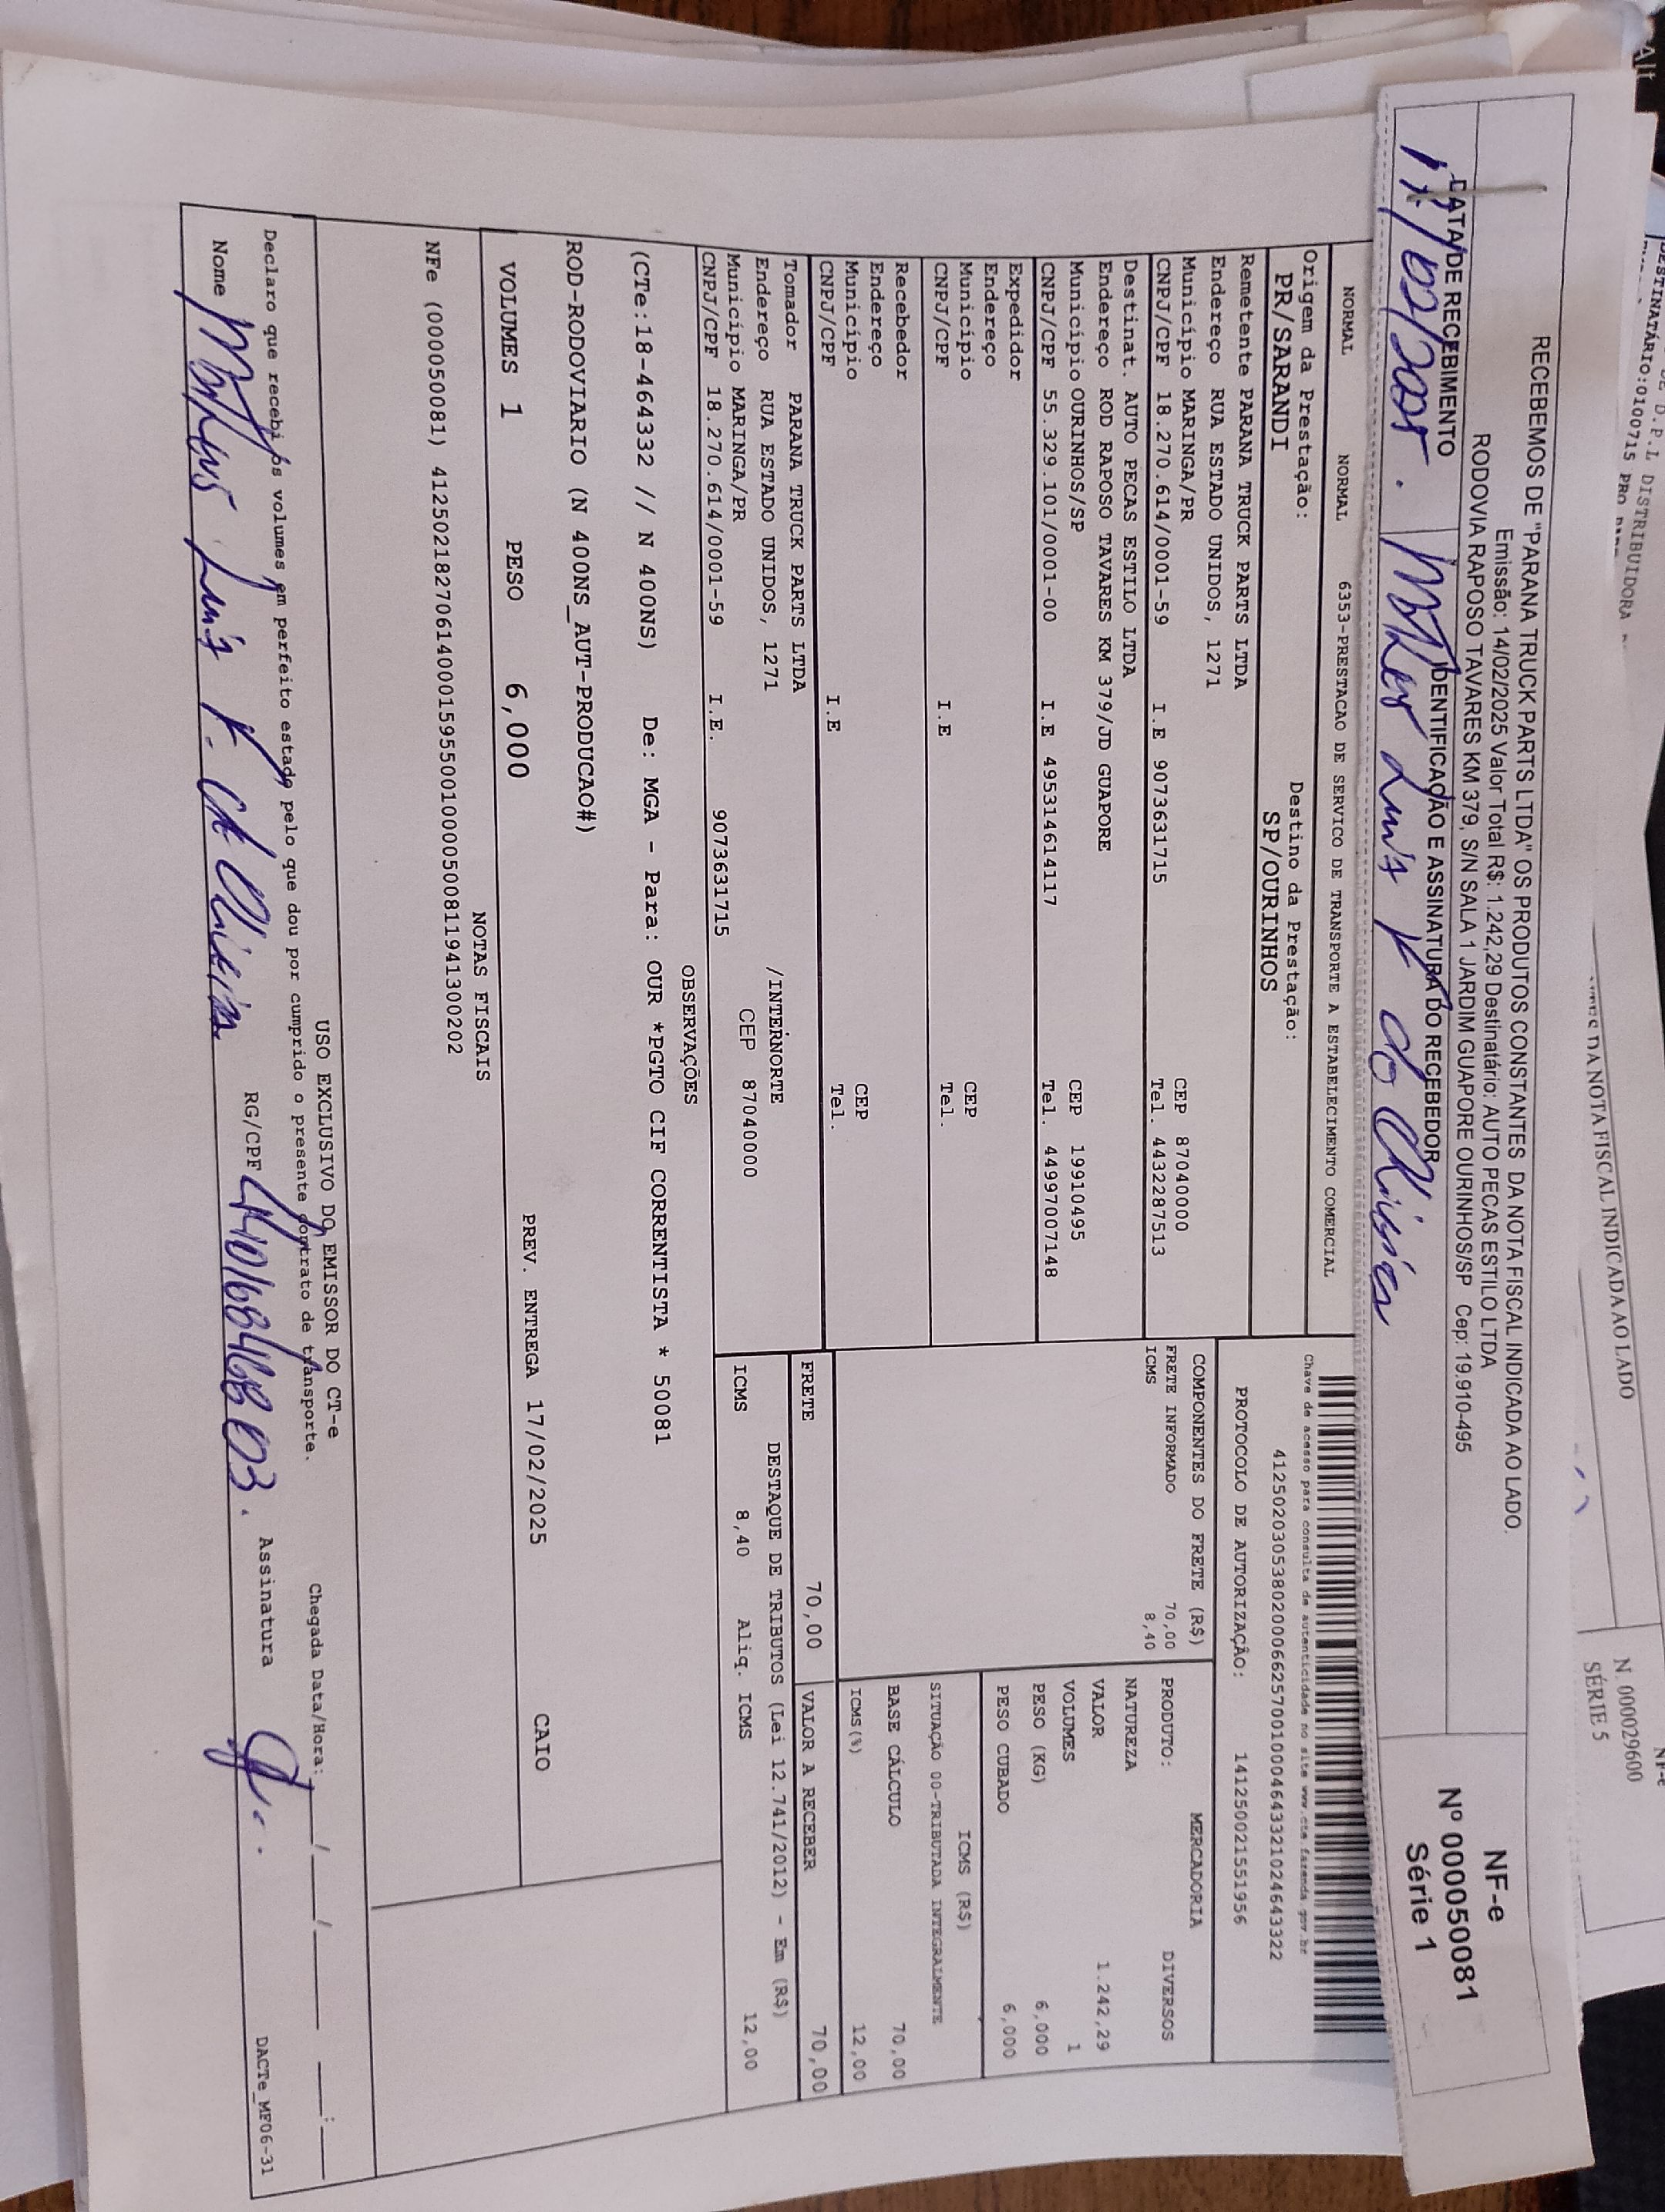 Alt
DESTINATÁRIO:0100715 PRO
D.P.L DISTRIBUIDORA
DA NOTA FISCAL INDICADA AO LADO
NF-e
N. 000029600
SÉRIE 5
RECEBEMOS DE "PARANA TRUCK PARTS LTDA" OS PRODUTOS CONSTANTES DA NOTA FISCAL INDICADA AO LADO.
Emissão: 14/02/2025 Valor Total R$: 1.242,29 Destinatário: AUTO PECAS ESTILO LTDA
RODOVIA RAPOSO TAVARES KM 379, S/N SALA 1 JARDIM GUAPORE OURINHOS/SP Cep: 19.910-495
DATA DE RECEBIMENTO
IDENTIFICAÇÃO E ASSINATURA DO RECEBEDOR
NF-e
Nº 000050081
Série 1
NORMAL NORMAL 6353-PRESTACAO DE SERVICO DE TRANSPORTE A ESTABELECIMENTO COMERCIAL
Origem da Prestação: Destino da Prestação:
PR/SARANDI SP/OURINHOS
Remetente PARANA TRUCK PARTS LTDA
Endereço RUA ESTADO UNIDOS, 1271
Município MARINGA/PR CEP 87040000
CNPJ/CPF 18.270.614/0001-59 I.E 9073631715 Tel. 4432287513
Destinat. AUTO PECAS ESTILO LTDA
Endereço ROD RAPOSO TAVARES KM 379/JD GUAPORE
Município OURINHOS/SP CEP 19910495
CNPJ/CPF 55.329.101/0001-00 I.E 495314614117 Tel. 44997007148
Expedidor
Endereço
Município CEP
CNPJ/CPF I.E Tel.
Recebedor
Endereço
Município CEP
CNPJ/CPF I.E Tel.
Tomador PARANA TRUCK PARTS LTDA /INTERNORTE
Endereço RUA ESTADO UNIDOS, 1271
Município MARINGA/PR CEP 87040000
CNPJ/CPF 18.270.614/0001-59 I.E. 9073631715
Chave de acesso para consulta de autenticidade no site www.cte.fazenda.gov.br
41250203053802000662570010004643321024643322
PROTOCOLO DE AUTORIZAÇÃO: 141250021551956
COMPONENTES DO FRETE (R$)
FRETE INFORMADO 70,00
ICMS 8,40
MERCADORIA
PRODUTO: DIVERSOS
NATUREZA
VALOR 1.242,29
VOLUMES 1
PESO (KG) 6,000
PESO CUBADO 6,000
ICMS (R$)
SITUAÇÃO 00-TRIBUTADA INTEGRALMENTE
BASE CÁLCULO 70,00
ICMS(%) 12,00
FRETE 70,00 VALOR A RECEBER 70,00
DESTAQUE DE TRIBUTOS (Lei 12.741/2012) - Em (R$)
ICMS 8,40 Aliq. ICMS 12,00
OBSERVAÇÕES
(CTe:18-464332 // N 400NS) De: MGA - Para: OUR *PGTO CIF CORRENTISTA * 50081
ROD-RODOVIARIO (N 400NS_AUT-PRODUCAO#)
VOLUMES 1 PESO 6,000 PREV. ENTREGA 17/02/2025 CAIO
NOTAS FISCAIS
NFe (000050081) 41250218270614000159550010000500811941300202
USO EXCLUSIVO DO EMISSOR DO CT-e
Declaro que recebi os volumes em perfeito estado pelo que dou por cumprido o presente contrato de transporte. Chegada Data/Hora: ___/___/_____ ___:___
Nome RG/CPF Assinatura
DACTe_MF06-31